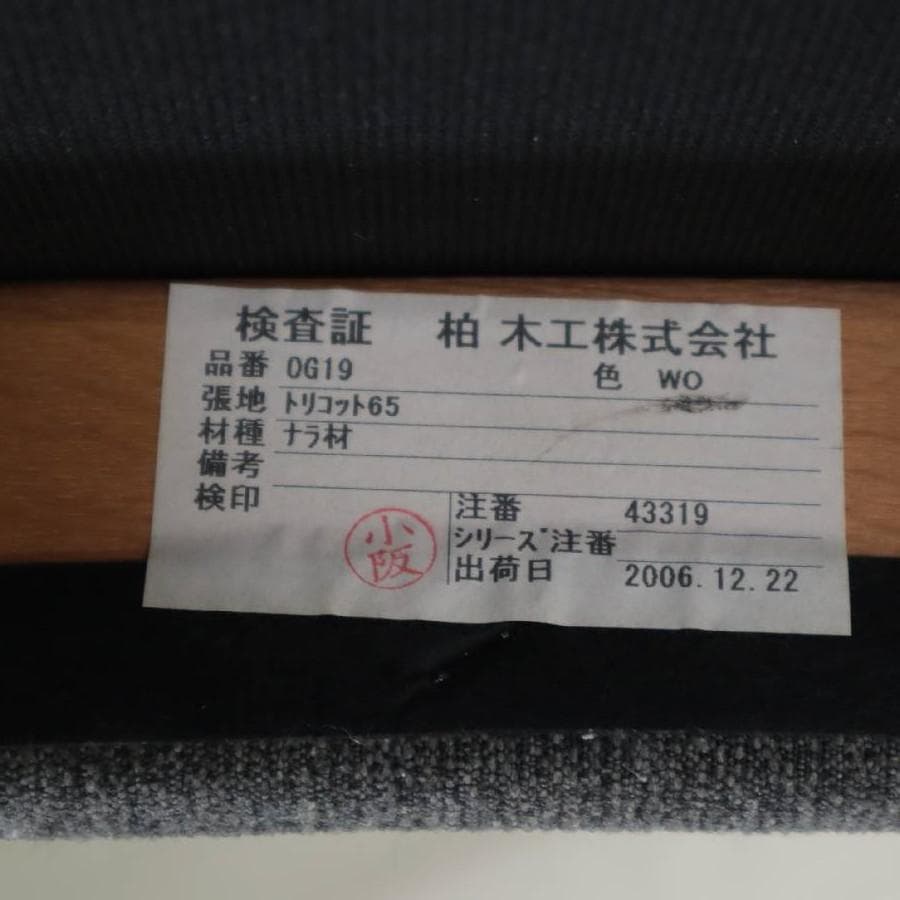 検査証 柏木工株式会社
品番 OG19 色 WO
張地 トリコット65
材種 ナラ材
備考
検印 小阪
注番 43319
シリーズ注番
出荷日 2006.12.22